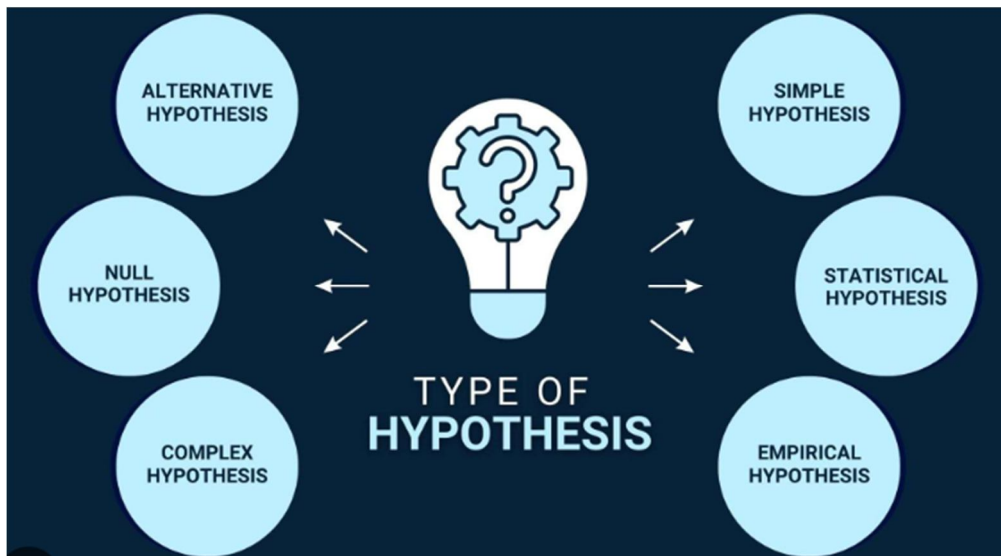 ALTERNATIVE
HYPOTHESIS
NULL
HYPOTHESIS
COMPLEX
HYPOTHESIS
?
TYPE OF
HYPOTHESIS
SIMPLE
HYPOTHESIS
STATISTICAL
HYPOTHESIS
EMPIRICAL
HYPOTHESIS